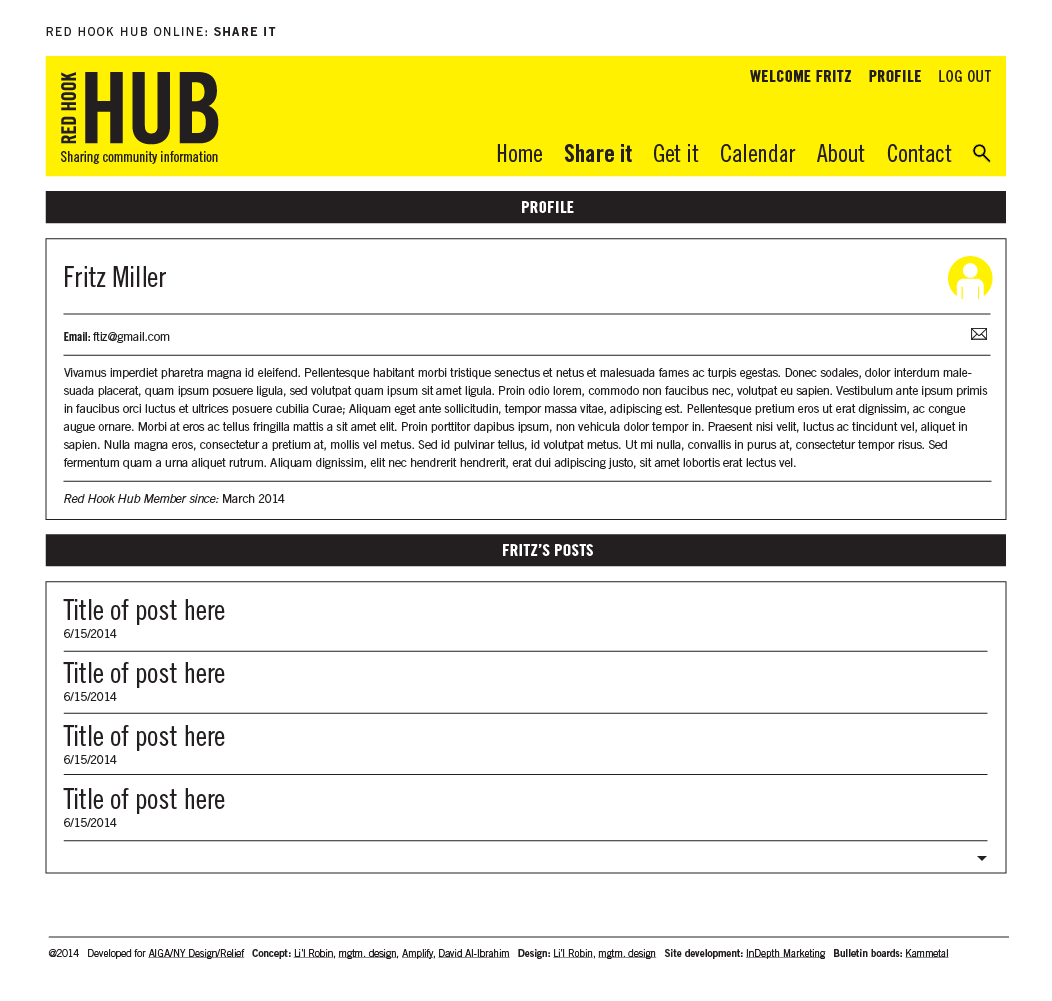 RED HOOK HUB ONLINE: SHARE IT
RED HOOK
HUB
Sharing community information
WELCOME FRITZ PROFILE LOG OUT
Home Share it Get it Calendar About Contact
PROFILE
Fritz Miller
Email: ftiz@gmail.com
Vivamus imperdiet pharetra magna id eleifend. Pellentesque habitant morbi tristique senectus et netus et malesuada fames ac turpis egestas. Donec sodales, dolor interdum male-
suada placerat, quam ipsum posuere ligula, sed volutpat quam ipsum sit amet ligula. Proin odio lorem, commodo non faucibus nec, volutpat eu sapien. Vestibulum ante ipsum primis
in faucibus orci luctus et ultrices posuere cubilia Curae; Aliquam eget ante sollicitudin, tempor massa vitae, adipiscing est. Pellentesque pretium eros ut erat dignissim, ac congue
augue ornare. Morbi at eros ac tellus fringilla mattis a sit amet elit. Proin porttitor dapibus ipsum, non vehicula dolor tempor in. Praesent nisi velit, luctus ac tincidunt vel, aliquet in
sapien. Nulla magna eros, consectetur a pretium at, mollis vel metus. Sed id pulvinar tellus, id volutpat metus. Ut mi nulla, convallis in purus at, consectetur tempor risus. Sed
fermentum quam a urna aliquet rutrum. Aliquam dignissim, elit nec hendrerit hendrerit, erat dui adipiscing justo, sit amet lobortis erat lectus vel.
Red Hook Hub Member since: March 2014
FRITZ’S POSTS
Title of post here
6/15/2014
Title of post here
6/15/2014
Title of post here
6/15/2014
Title of post here
6/15/2014
@2014 Developed for AIGA/NY Design/Relief Concept: Li’l Robin, mgtm. design, Amplify, David Al-Ibrahim Design: Li’l Robin, mgtm. design Site development: InDepth Marketing Bulletin boards: Kammetal